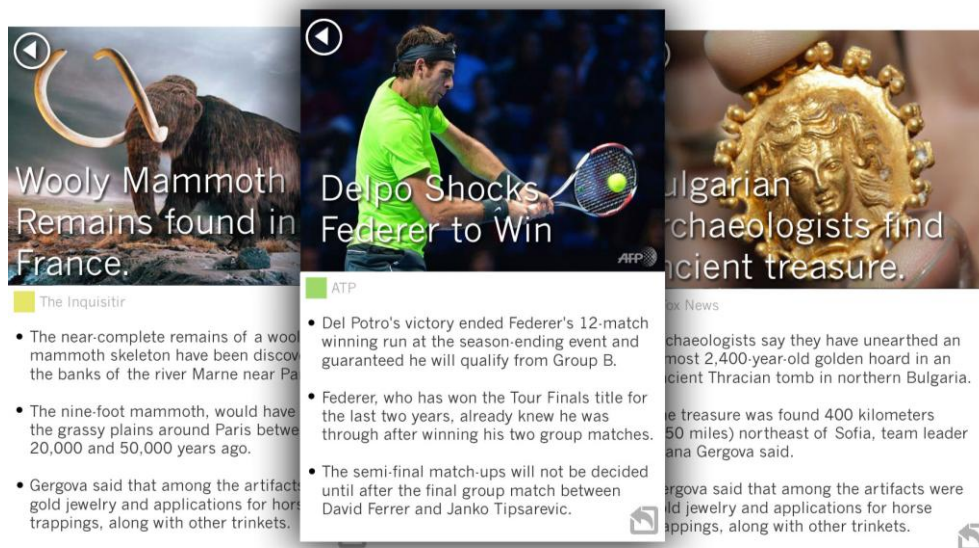 Wooly Mammoth
Remains found in
France.
The Inquisitir
The near-complete remains of a
mammoth skeleton have been
the banks of the river Marne near
The nine-foot mammoth, would have
the grassy plains around Paris
20,000 and 50,000 years ago.
Gergova said that among the artifacts
gold jewelry and applications for
trappings, along with other trinkets.
Delpo Shocks
Federer to Win
AFP
ATP
Del Potro's victory ended Federer's 12-match
winning run at the season-ending event and
guaranteed he will qualify from Group B.
Federer, who has won the Tour Finals title for
the last two years, already knew he was
through after winning his two group matches.
The semi-final match-ups will not be decided
until after the final group match between
David Ferrer and Janko Tipsarevic.
ulgarian
chaeologists find
ncient treasure.
ox News
chaeologists say they have unearthed an
most 2,400-year-old golden hoard in an
cient Thracian tomb in northern Bulgaria.
e treasure was found 400 kilometers
50 miles) northeast of Sofia, team leader
ana Gergova said.
ergova said that among the artifacts were
ld jewelry and applications for horse
appings, along with other trinkets.